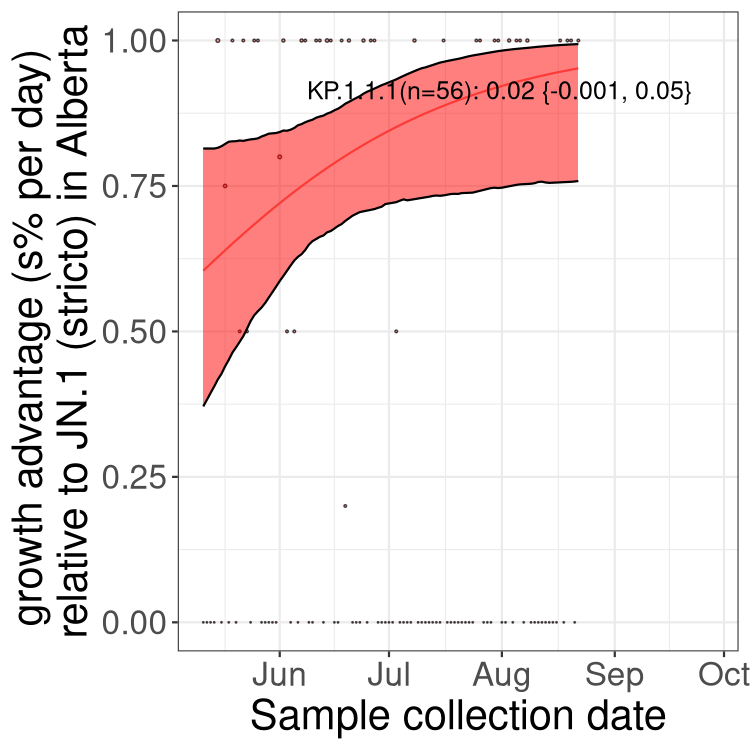 growth advantage (s% per day)
relative to JN.1 (stricto) in Alberta
1.00
0.75
0.50
0.25
0.00
KP.1.1.1(n=56): 0.02 {-0.001, 0.05}
Jun Jul Aug Sep Oct
Sample collection date